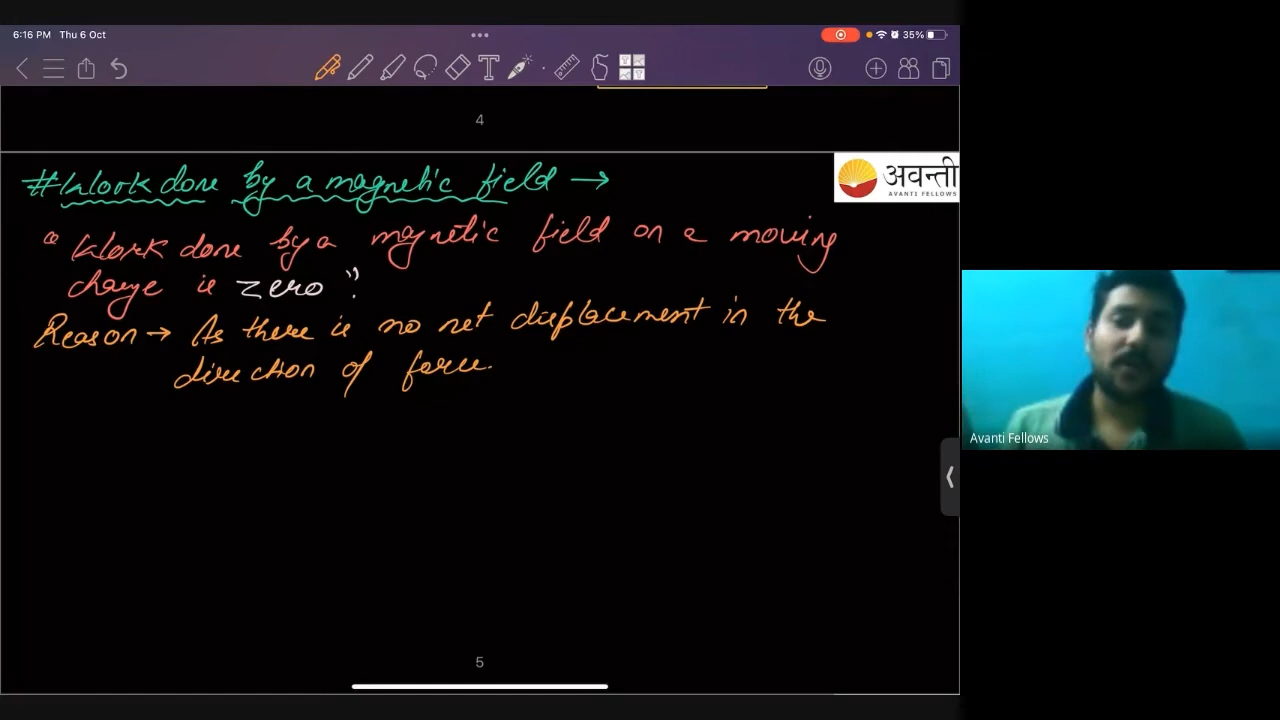 6:16 PM Thu 6 Oct
35%
4
#Work done by a magnetic field →
अवन्ती
AVANTI FELLOWS
"Work done by a magnetic field on a moving
charge is zero"
Reason → As there is no net displacement in the
direction of force.
Avanti Fellows
5